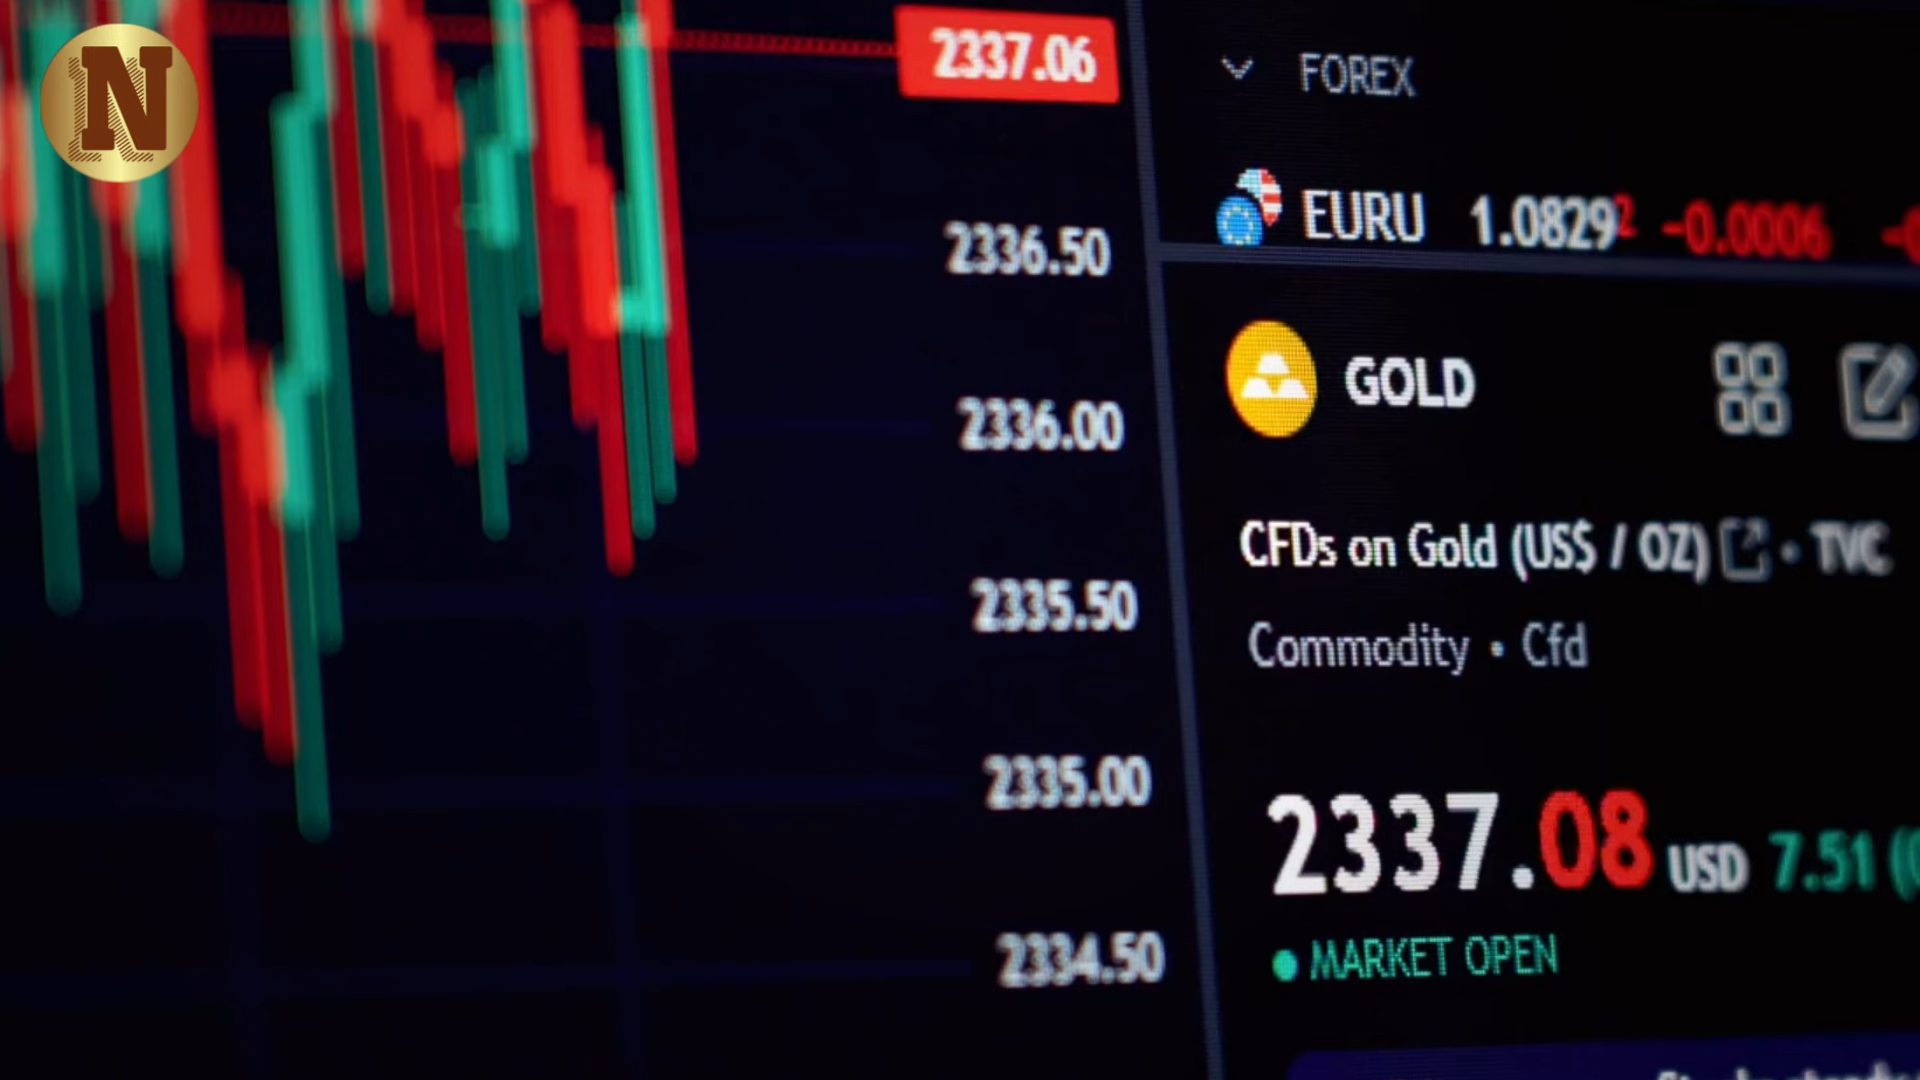 N
2337.06
2336.50
2336.00
2335.50
2335.00
2334.50
FOREX
EURU 1.08292 -0.0006
GOLD
CFDs on Gold (US$ / OZ) • TVC
Commodity • Cfd
2337.08 USD 7.51
MARKET OPEN